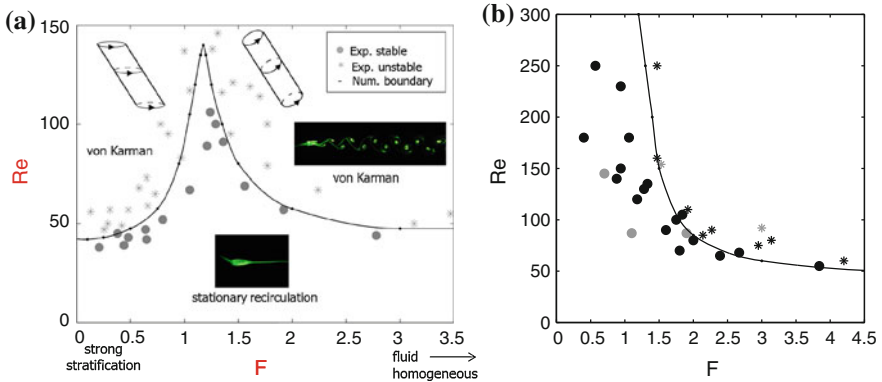 (a)
150
100
50
0
Re
Exp. stable
Exp. unstable
Num. boundary
von Karman
von Karman
stationary recirculation
0
0.5
1
1.5
2
2.5
3
3.5
strong
stratification
F
fluid
homogeneous
(b)
300
250
200
150
100
50
0
Re
0
0.5
1
1.5
2
2.5
3
3.5
4
4.5
F